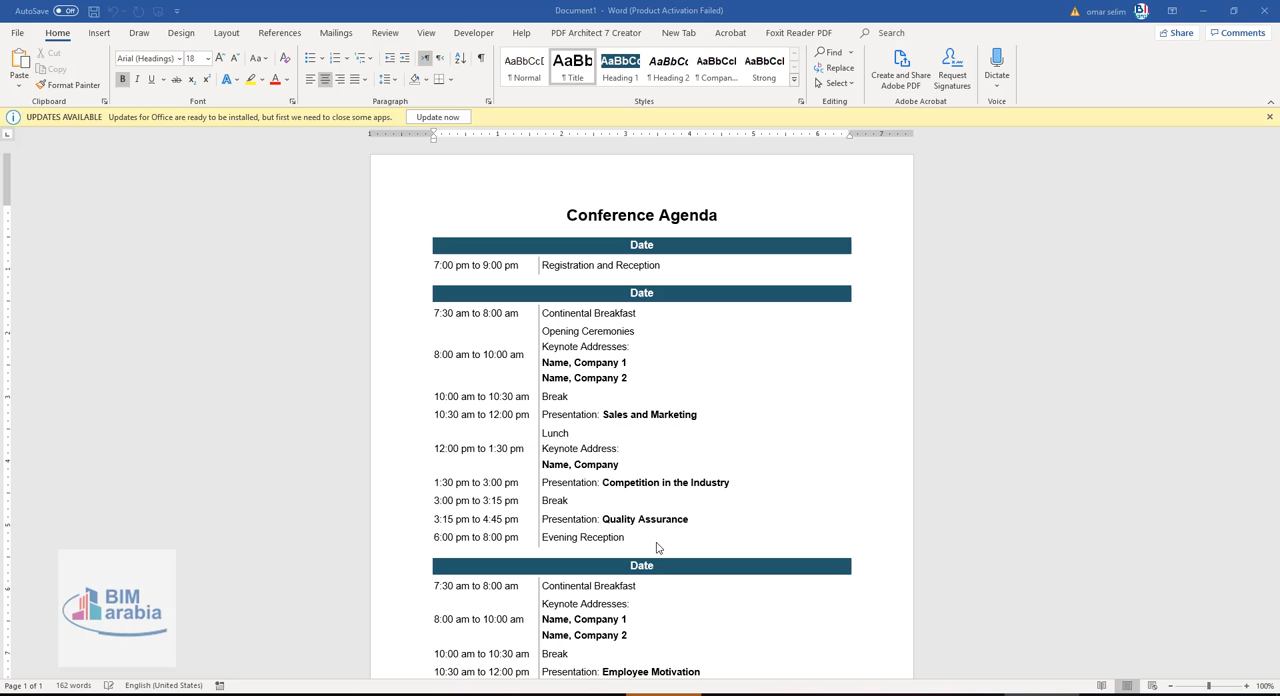 AutoSave Off
Document1 - Word (Product Activation Failed)
omar selim
File Home Insert Draw Design Layout References Mailings Review View Developer Help PDF Architect 7 Creator New Tab Acrobat Foxit Reader PDF Search Share Comments
Paste
Cut
Copy
Format Painter
Clipboard
Arial (Headings) 18
Font
Paragraph
AaBbCcD AaBb AaBbCc AaBbCc AaBbCcI AaBbCcI
¶ Normal ¶ Title Heading 1 ¶ Heading 2 ¶ Compan... Strong
Styles
Find
Replace
Select
Editing
Create and Share Adobe PDF
Request Signatures
Adobe Acrobat
Dictate
Voice
UPDATES AVAILABLE Updates for Office are ready to be installed, but first we need to close some apps. Update now
Conference Agenda
Date
7:00 pm to 9:00 pm Registration and Reception
Date
7:30 am to 8:00 am Continental Breakfast
Opening Ceremonies
Keynote Addresses:
8:00 am to 10:00 am
Name, Company 1
Name, Company 2
10:00 am to 10:30 am Break
10:30 am to 12:00 pm Presentation: Sales and Marketing
Lunch
12:00 pm to 1:30 pm Keynote Address:
Name, Company
1:30 pm to 3:00 pm Presentation: Competition in the Industry
3:00 pm to 3:15 pm Break
3:15 pm to 4:45 pm Presentation: Quality Assurance
6:00 pm to 8:00 pm Evening Reception
Date
7:30 am to 8:00 am Continental Breakfast
Keynote Addresses:
8:00 am to 10:00 am Name, Company 1
Name, Company 2
10:00 am to 10:30 am Break
10:30 am to 12:00 pm Presentation: Employee Motivation
BIM
arabia
Page 1 of 1 162 words English (United States) 100%